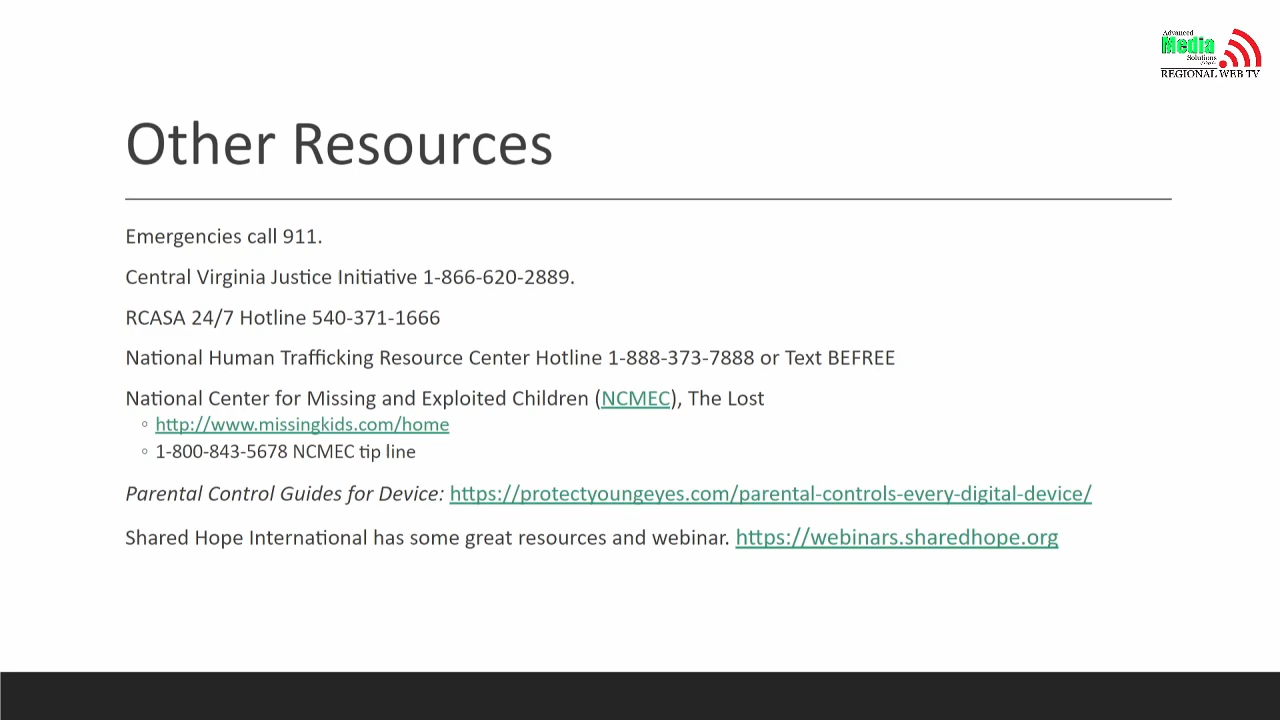 Advanced
Media
Solutions
REGIONAL WEB TV
Other Resources
Emergencies call 911.
Central Virginia Justice Initiative 1-866-620-2889.
RCASA 24/7 Hotline 540-371-1666
National Human Trafficking Resource Center Hotline 1-888-373-7888 or Text BEFREE
National Center for Missing and Exploited Children (NCMEC), The Lost
◦ http://www.missingkids.com/home
◦ 1-800-843-5678 NCMEC tip line
Parental Control Guides for Device: https://protectyoungeyes.com/parental-controls-every-digital-device/
Shared Hope International has some great resources and webinar. https://webinars.sharedhope.org